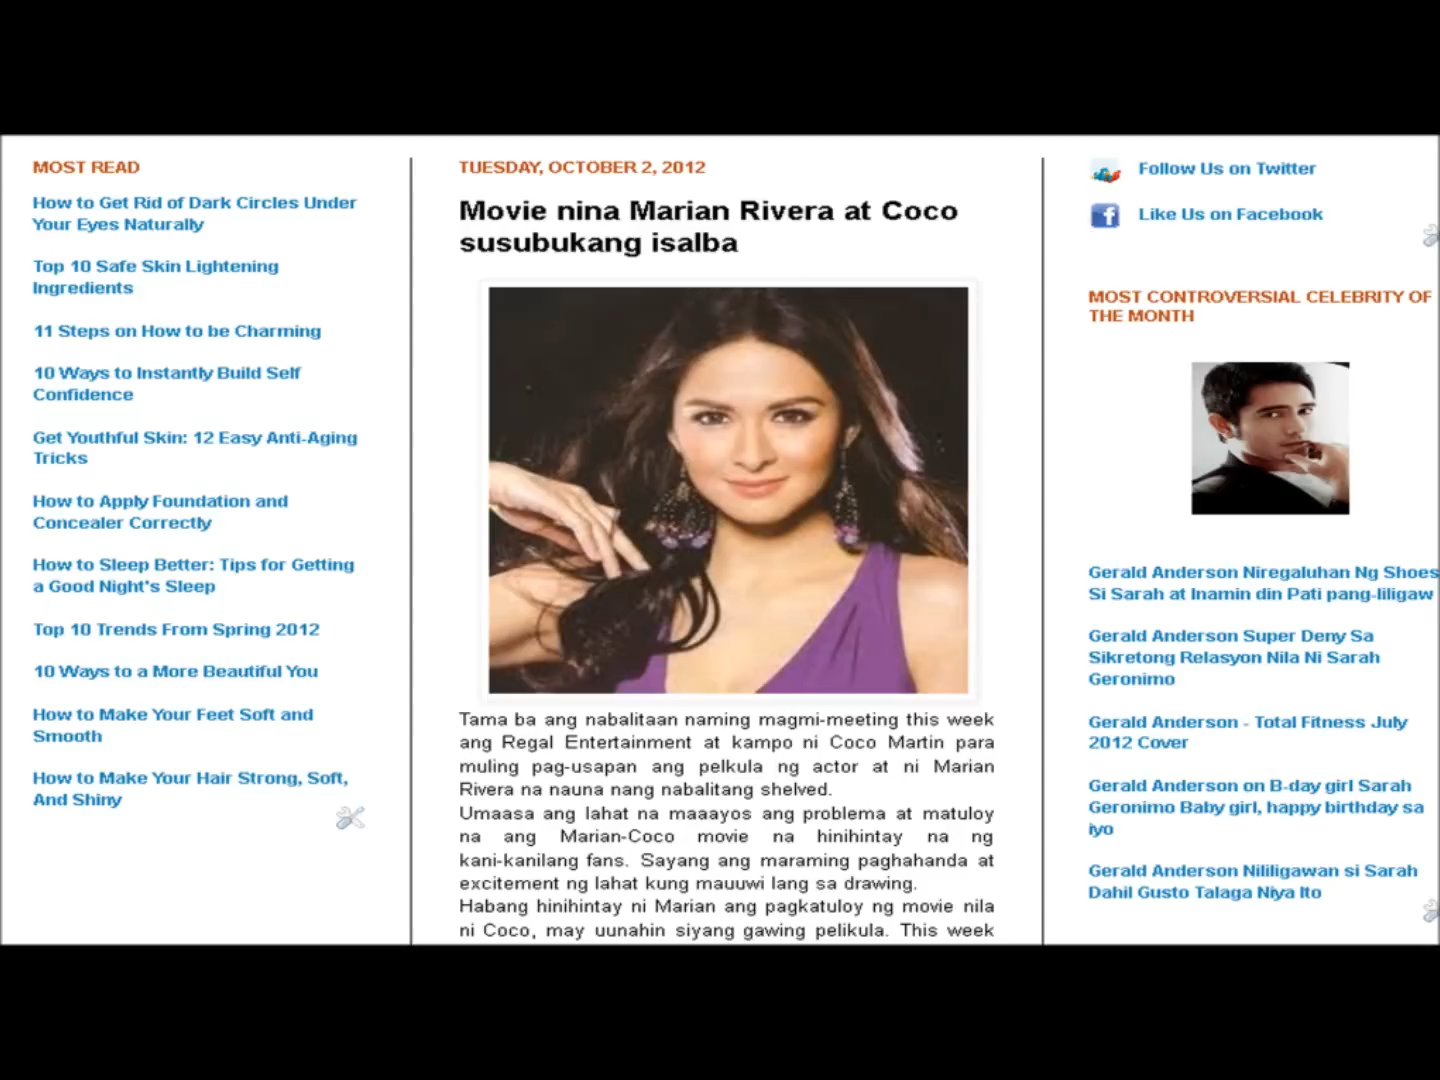 MOST READ
How to Get Rid of Dark Circles Under
Your Eyes Naturally
Top 10 Safe Skin Lightening
Ingredients
11 Steps on How to be Charming
10 Ways to Instantly Build Self
Confidence
Get Youthful Skin: 12 Easy Anti-Aging
Tricks
How to Apply Foundation and
Concealer Correctly
How to Sleep Better: Tips for Getting
a Good Night's Sleep
Top 10 Trends From Spring 2012
10 Ways to a More Beautiful You
How to Make Your Feet Soft and
Smooth
How to Make Your Hair Strong, Soft,
And Shiny
TUESDAY, OCTOBER 2, 2012
Movie nina Marian Rivera at Coco
susubukang isalba
Tama ba ang nabalitaan naming magmi-meeting this week
ang Regal Entertainment at kampo ni Coco Martin para
muling pag-usapan ang pelkula ng actor at ni Marian
Rivera na nauna nang nabalitang shelved.
Umaasa ang lahat na maaayos ang problema at matuloy
na ang Marian-Coco movie na hinihintay na ng
kani-kanilang fans. Sayang ang maraming paghahanda at
excitement ng lahat kung mauuwi lang sa drawing.
Habang hinihintay ni Marian ang pagkatuloy ng movie nila
ni Coco, may uunahin siyang gawing pelikula. This week
Follow Us on Twitter
Like Us on Facebook
MOST CONTROVERSIAL CELEBRITY OF
THE MONTH
Gerald Anderson Niregaluhan Ng Shoes
Si Sarah at Inamin din Pati pang-liligaw
Gerald Anderson Super Deny Sa
Sikretong Relasyon Nila Ni Sarah
Geronimo
Gerald Anderson - Total Fitness July
2012 Cover
Gerald Anderson on B-day girl Sarah
Geronimo Baby girl, happy birthday sa
iyo
Gerald Anderson Nililigawan si Sarah
Dahil Gusto Talaga Niya Ito